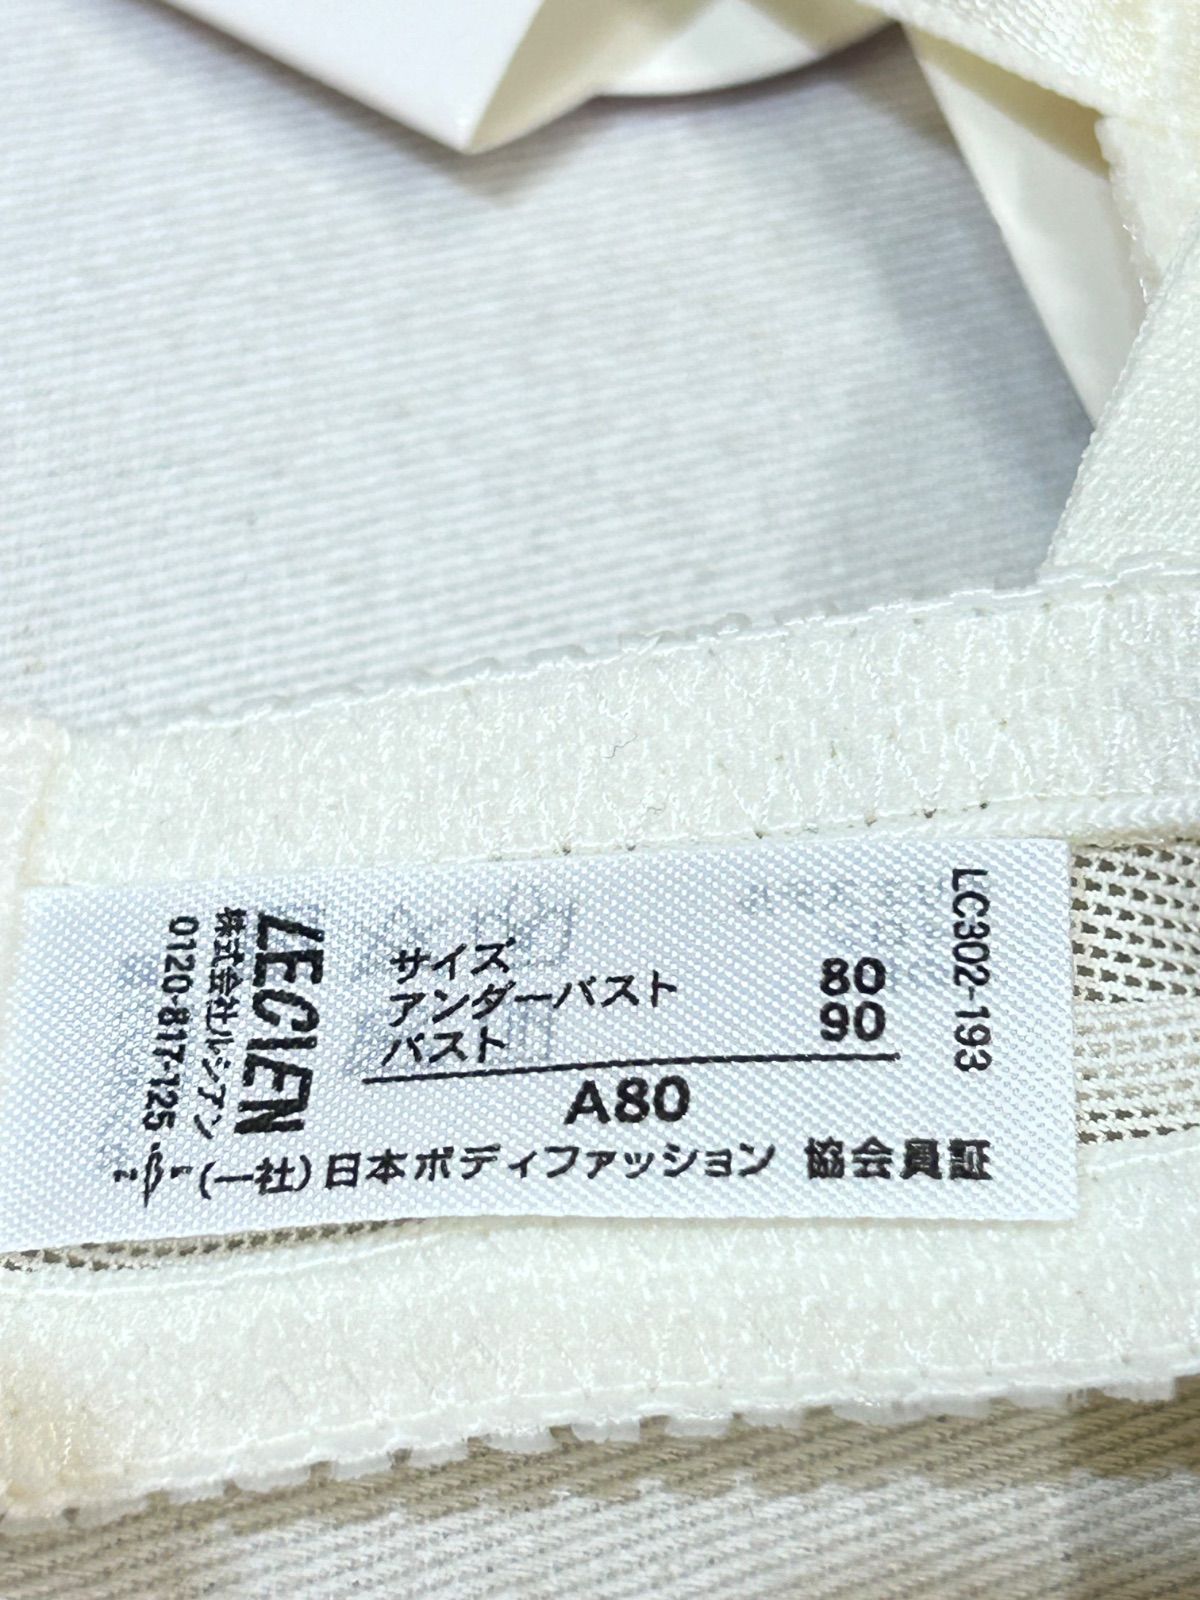 サイズ
アンダーバスト 80
バスト 90
A80
(一社)日本ボディファッション 協会員証
LECIEN
株式会社ルシアン
0120-817-125
LC302-193